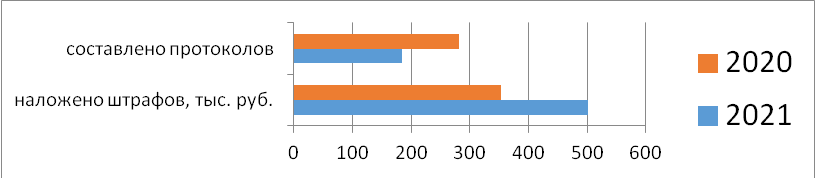 составлено протоколов
наложено штрафов, тыс. руб.
0 100 200 300 400 500 600
2020
2021